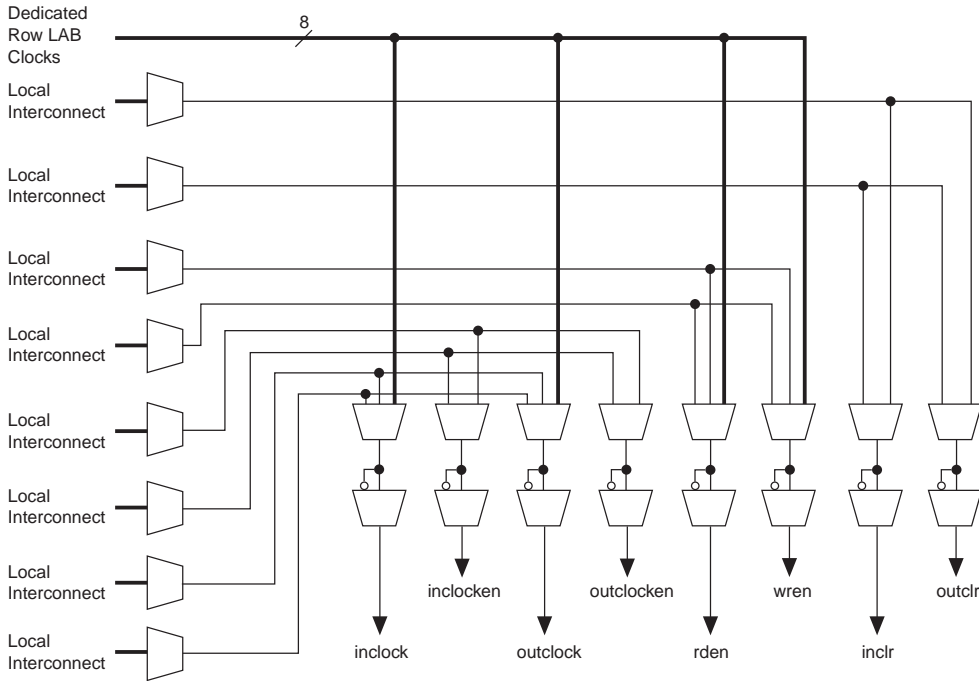 Dedicated
Row LAB
Clocks
8
Local
Interconnect
Local
Interconnect
Local
Interconnect
Local
Interconnect
Local
Interconnect
Local
Interconnect
Local
Interconnect
Local
Interconnect
inclocken
outclocken
wren
outclr
inclock
outclock
rden
inclr